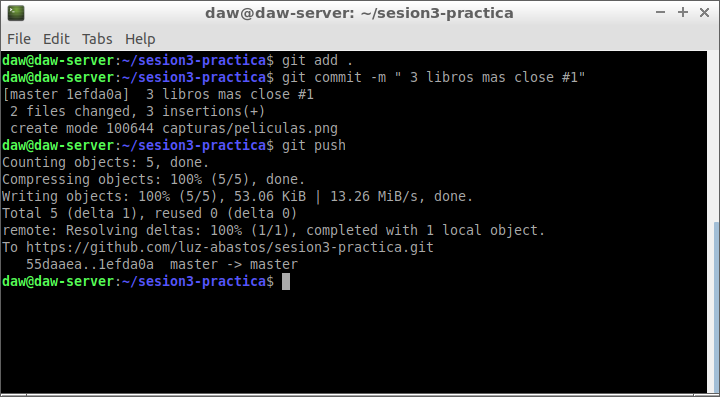 daw@daw-server: ~/sesion3-practica
File Edit Tabs Help
daw@daw-server:~/sesion3-practica$ git add .
daw@daw-server:~/sesion3-practica$ git commit -m " 3 libros mas close #1"
[master 1efda0a]  3 libros mas close #1
 2 files changed, 3 insertions(+)
 create mode 100644 capturas/peliculas.png
daw@daw-server:~/sesion3-practica$ git push
Counting objects: 5, done.
Compressing objects: 100% (5/5), done.
Writing objects: 100% (5/5), 53.06 KiB | 13.26 MiB/s, done.
Total 5 (delta 1), reused 0 (delta 0)
remote: Resolving deltas: 100% (1/1), completed with 1 local object.
To https://github.com/luz-abastos/sesion3-practica.git
   55daaea..1efda0a  master -> master
daw@daw-server:~/sesion3-practica$